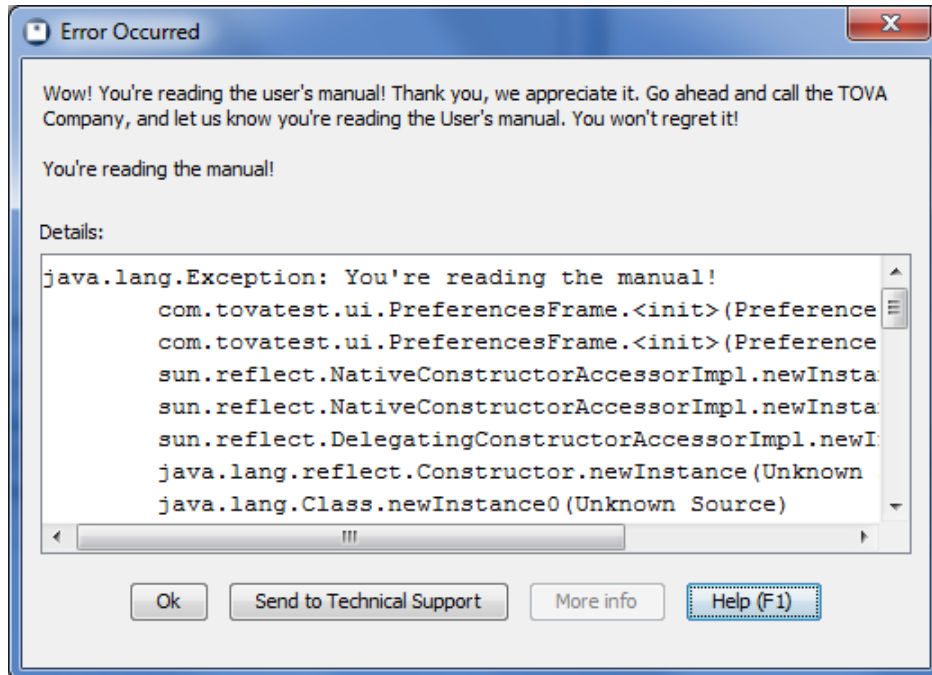 Error Occurred
Wow! You're reading the user's manual! Thank you, we appreciate it. Go ahead and call the TOVA
Company, and let us know you're reading the User's manual. You won't regret it!
You're reading the manual!
Details:
java.lang.Exception: You're reading the manual!
com.tovatest.ui.PreferencesFrame.<init>(Preference
com.tovatest.ui.PreferencesFrame.<init>(Preference
sun.reflect.NativeConstructorAccessorImpl.newInsta
sun.reflect.NativeConstructorAccessorImpl.newInsta
sun.reflect.DelegatingConstructorAccessorImpl.newI
java.lang.reflect.Constructor.newInstance(Unknown
java.lang.Class.newInstance0(Unknown Source)
Ok Send to Technical Support More info Help (F1)